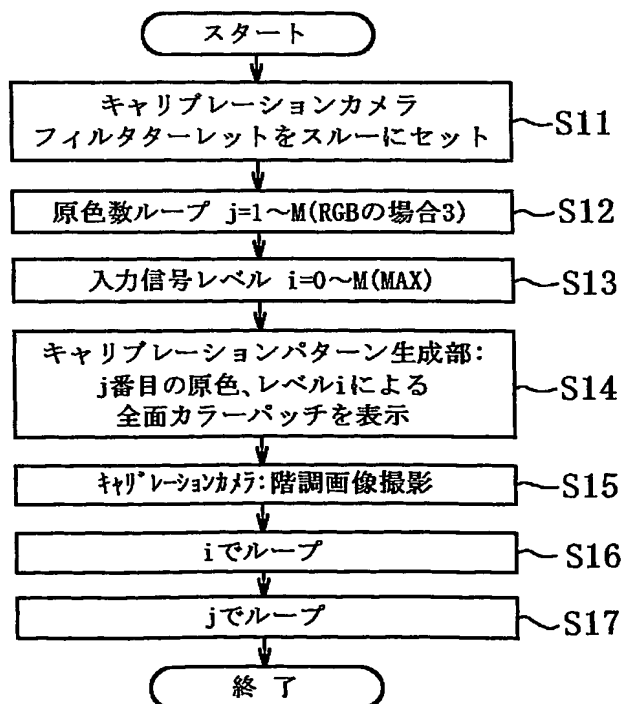 スタート
キャリブレーションカメラ
フィルタターレットをスルーにセット
S11
原色数ループ j=1〜M(RGBの場合3)
S12
入力信号レベル i=0〜M(MAX)
S13
キャリブレーションパターン生成部:
j番目の原色、レベルiによる
全面カラーパッチを表示
S14
ｷｬﾘﾌﾞﾚｰｼｮﾝｶﾒﾗ:階調画像撮影
S15
iでループ
S16
jでループ
S17
終 了